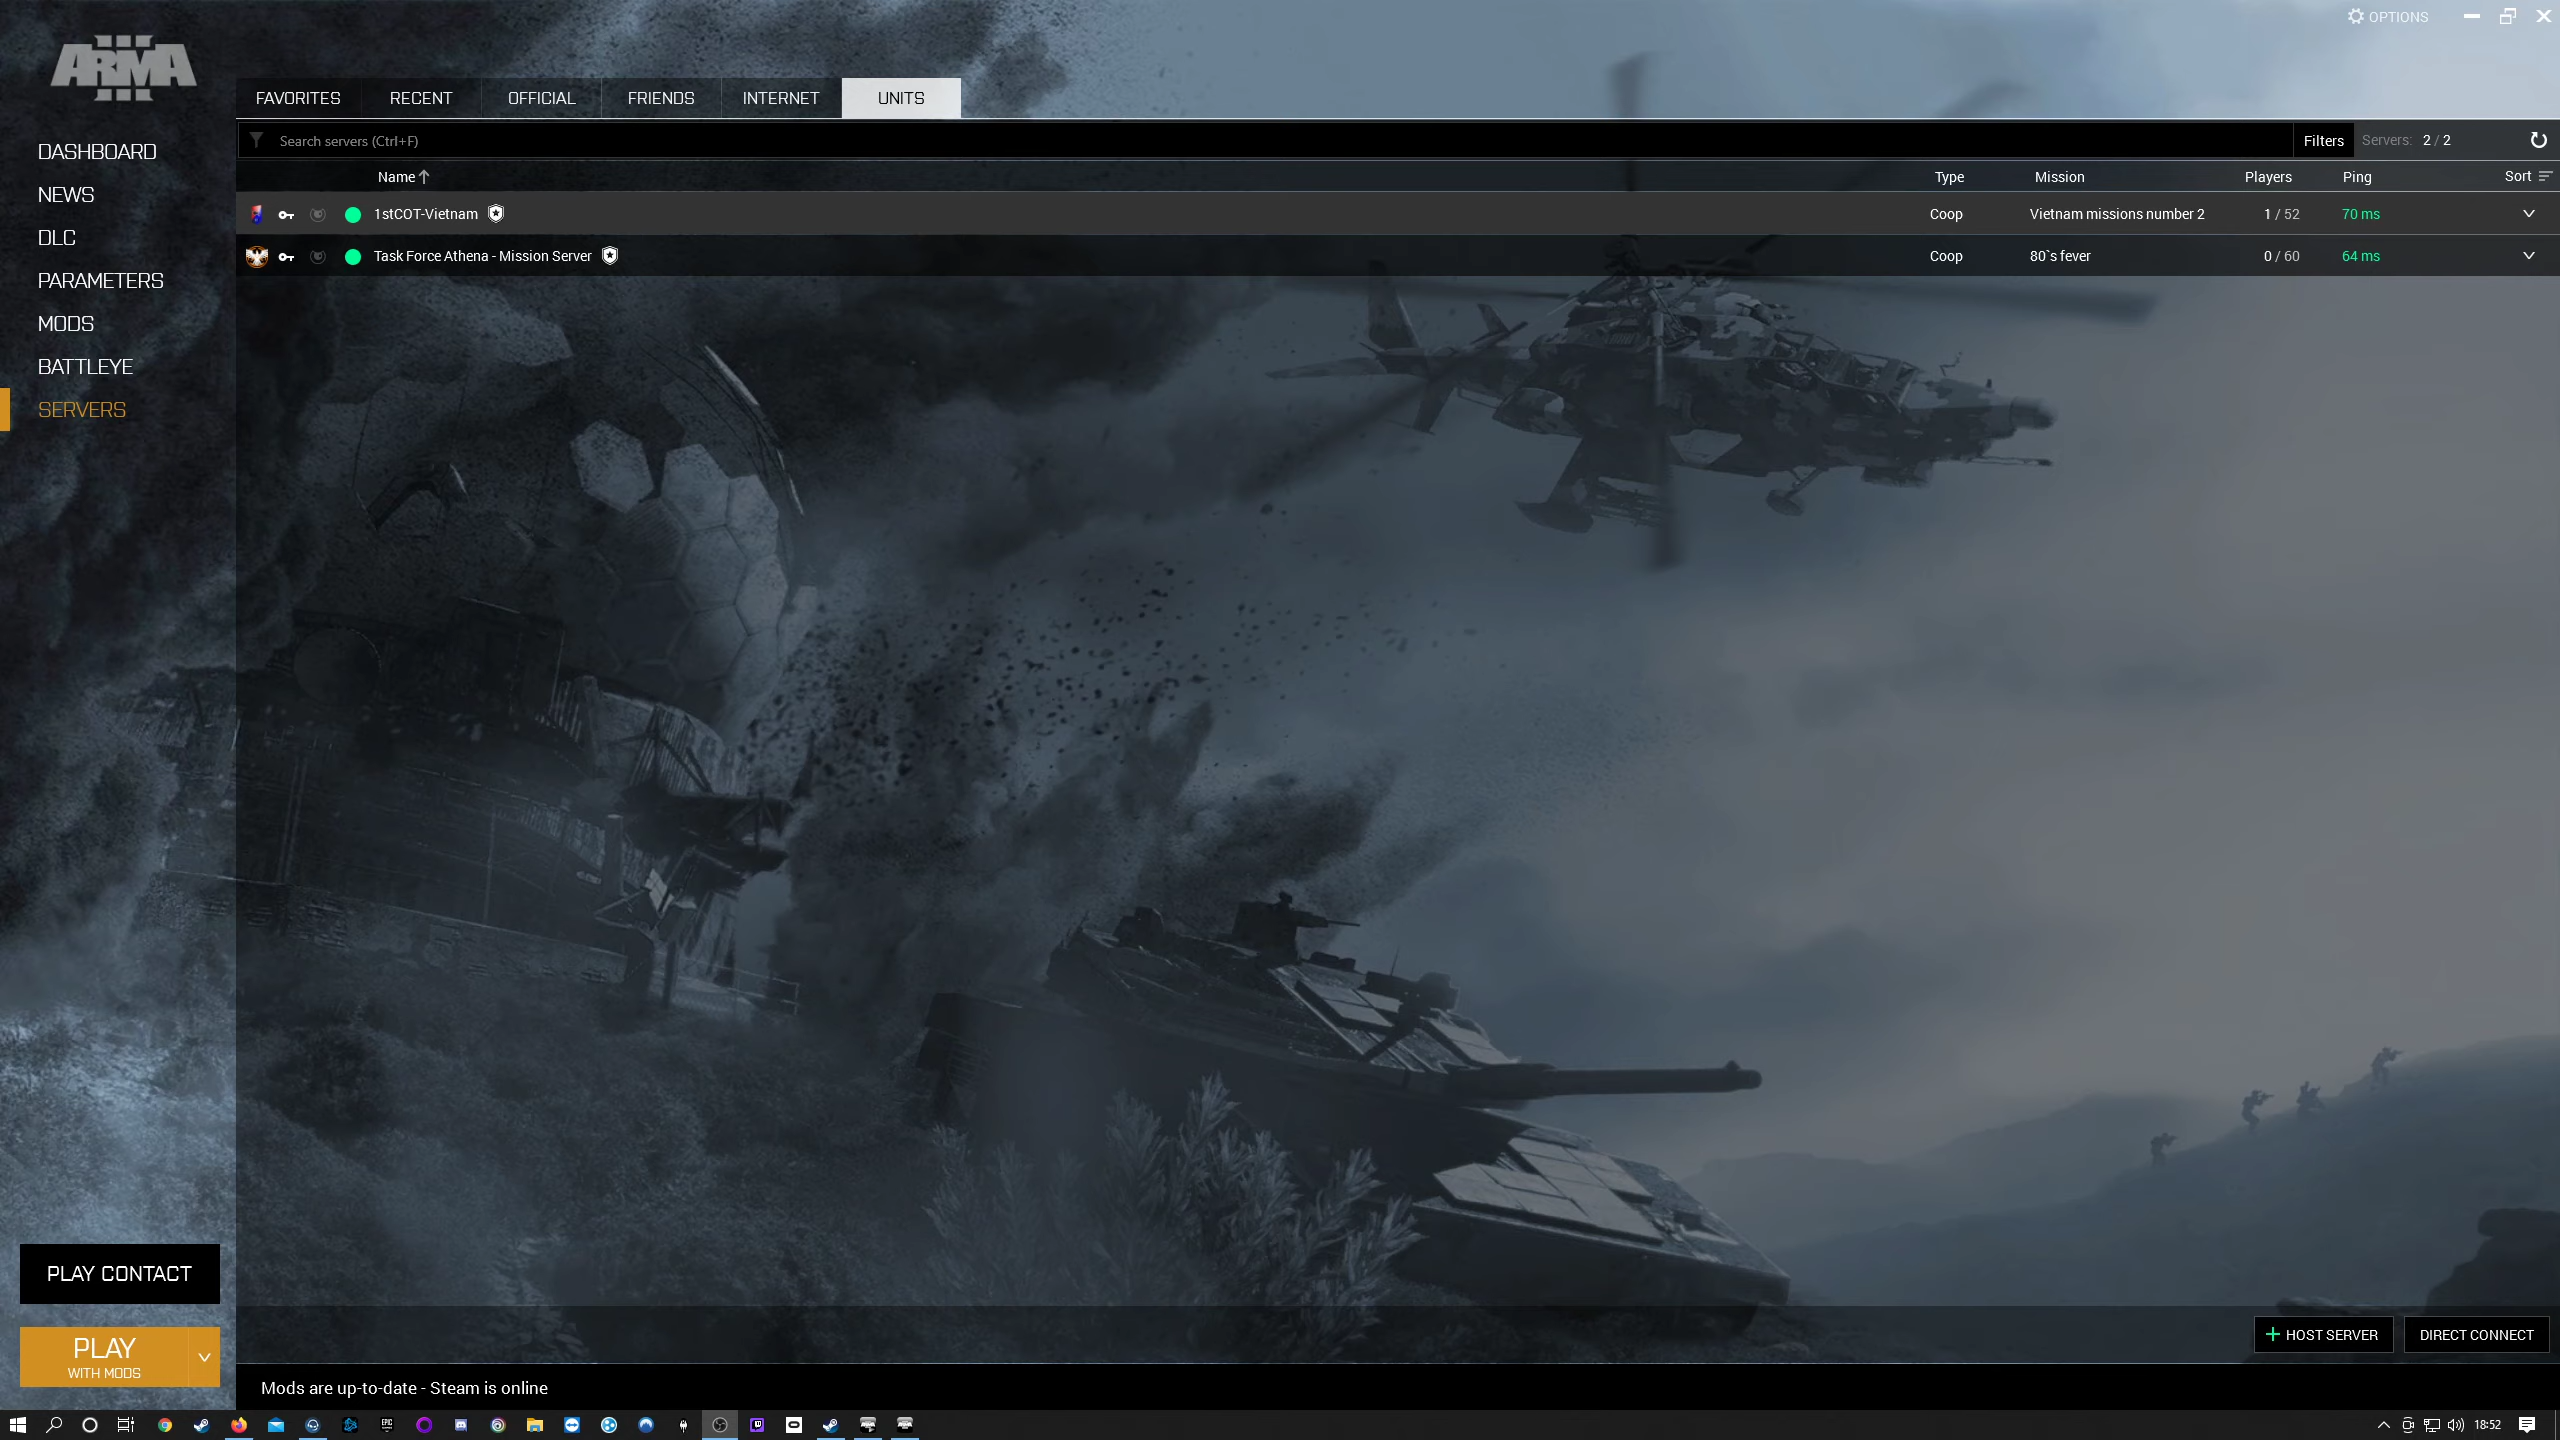 OPTIONS
ARMA III
FAVORITES RECENT OFFICIAL FRIENDS INTERNET UNITS
Search servers (Ctrl+F) Filters Servers: 2 / 2
Name Type Mission Players Ping Sort
1stCOT-Vietnam Coop Vietnam missions number 2 1 / 52 70 ms
Task Force Athena - Mission Server Coop 80`s fever 0 / 60 64 ms
DASHBOARD
NEWS
DLC
PARAMETERS
MODS
BATTLEYE
SERVERS
PLAY CONTACT
PLAY
WITH MODS
HOST SERVER DIRECT CONNECT
Mods are up-to-date - Steam is online
EPIC
18:52